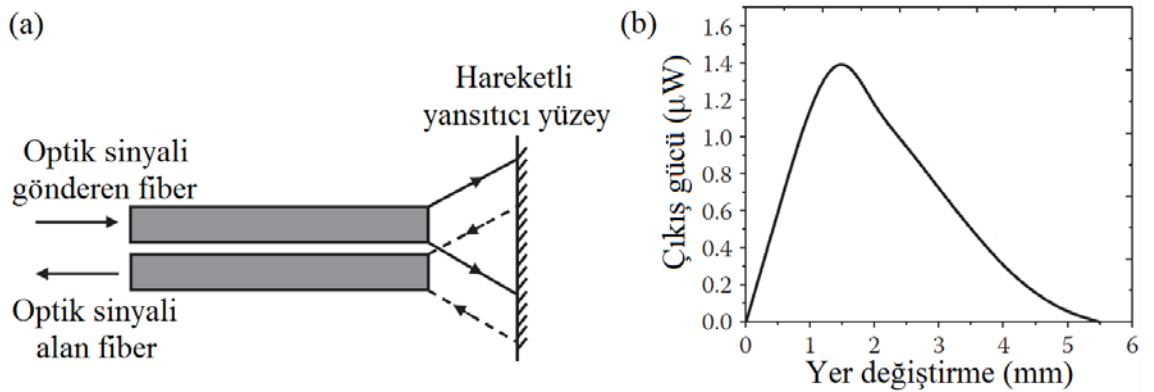 (a)
Hareketli
yansıtıcı yüzey
Optik sinyali
gönderen fiber
Optik sinyali
alan fiber
(b)
Çıkış gücü (µW)
1.6
1.4
1.2
1.0
0.8
0.6
0.4
0.2
0.0
0 1 2 3 4 5 6
Yer değiştirme (mm)